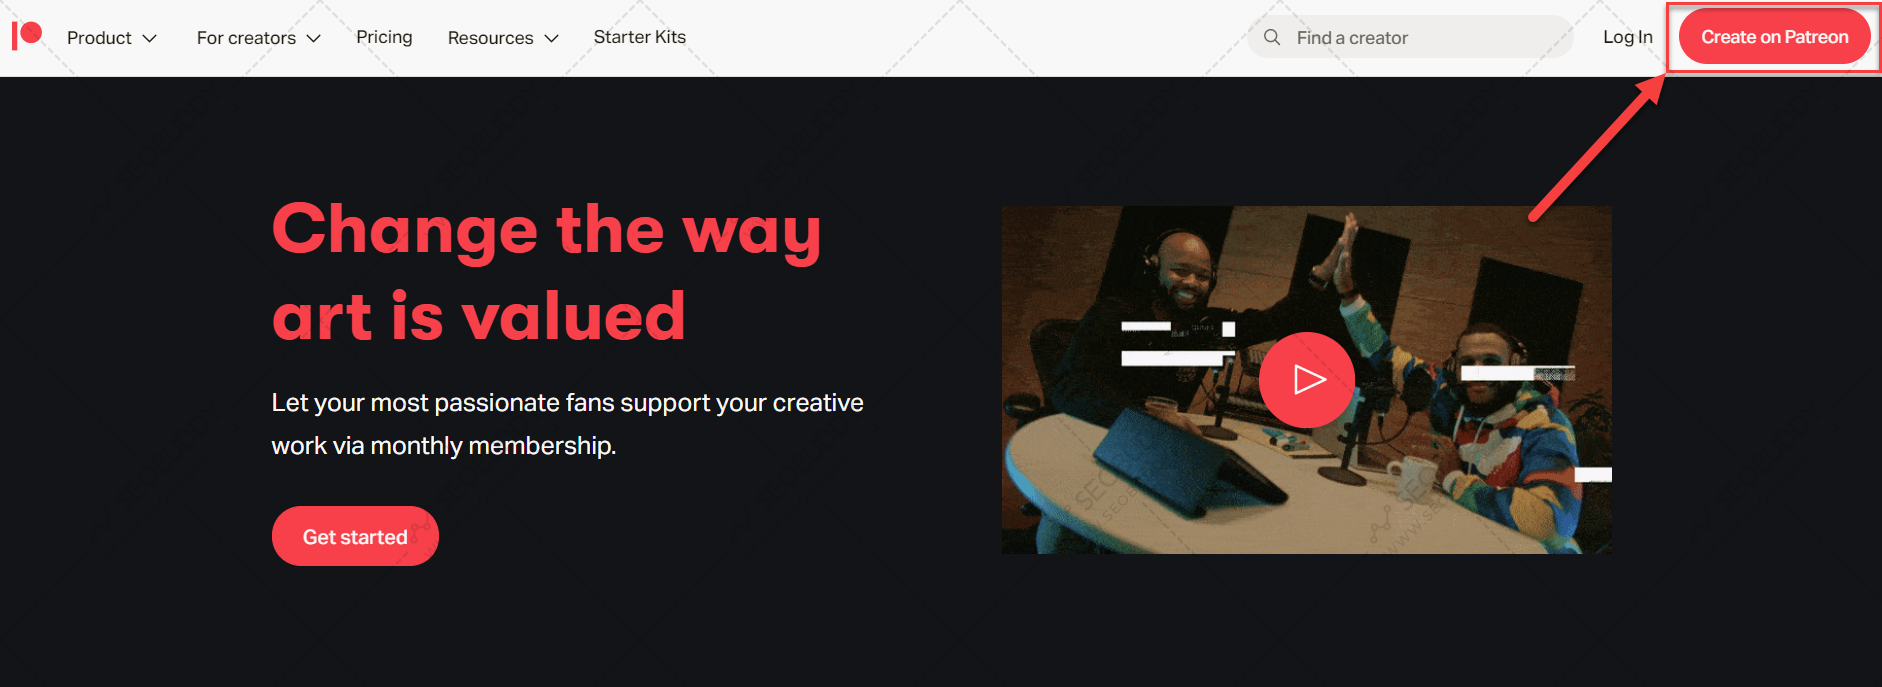 Product
For creators
Pricing
Resources
Starter Kits
Find a creator
Log In
Create on Patreon
Change the way
art is valued
Let your most passionate fans support your creative
work via monthly membership.
Get started